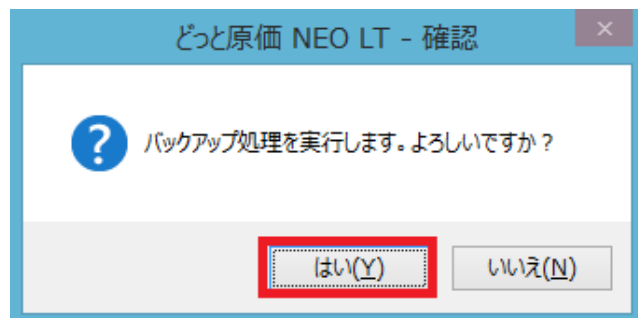 どっと原価 NEO LT - 確認
バックアップ処理を実行します。よろしいですか？
はい(Y)
いいえ(N)